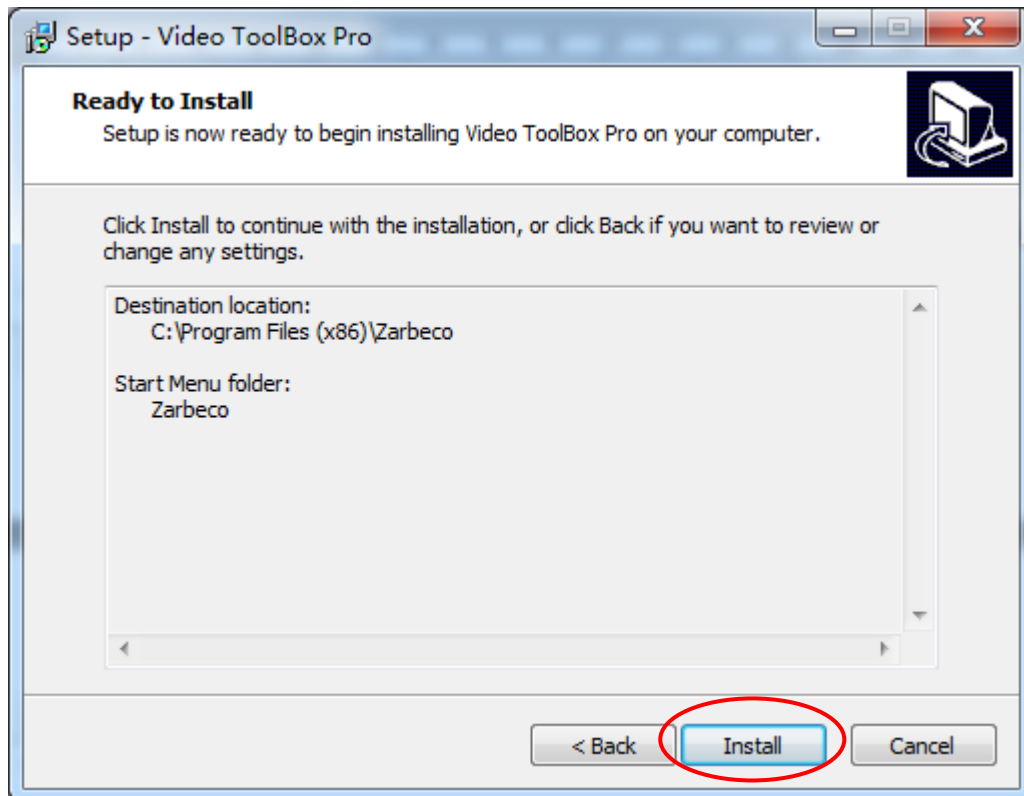 Setup - Video ToolBox Pro
Ready to Install
Setup is now ready to begin installing Video ToolBox Pro on your computer.
Click Install to continue with the installation, or click Back if you want to review or
change any settings.
Destination location:
C:\Program Files (x86)\Zarbeco
Start Menu folder:
Zarbeco
< Back Install Cancel